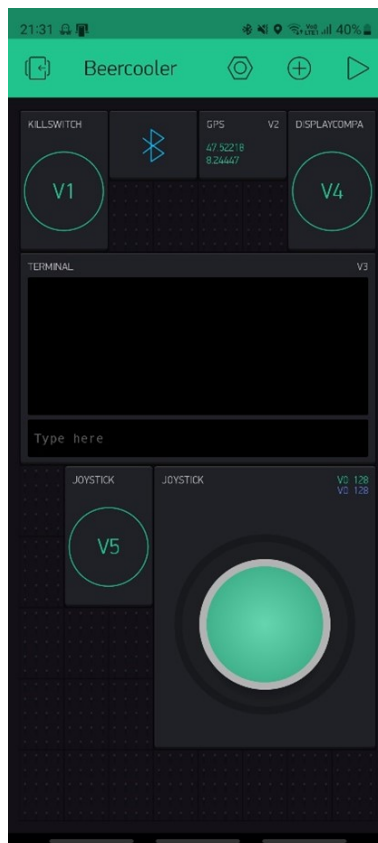 21:31 40%
Beercooler
KILLSWITCH
GPS V2
DISPLAYCOMPA
47.52218
8.24447
V1
V4
TERMINAL V3
Type here
JOYSTICK
JOYSTICK
V0 128
V0 128
V5